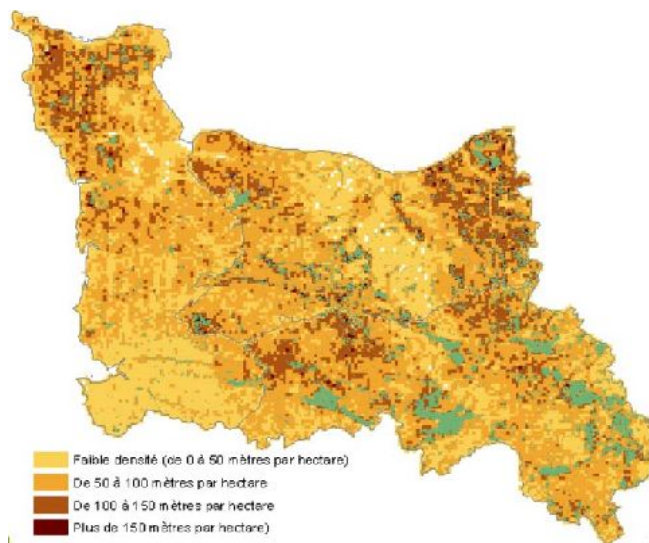 Faible densité (de 0 à 50 mètres par hectare)
De 50 à 100 mètres par hectare
De 100 à 150 mètres par hectare
Plus de 150 mètres par hectare)